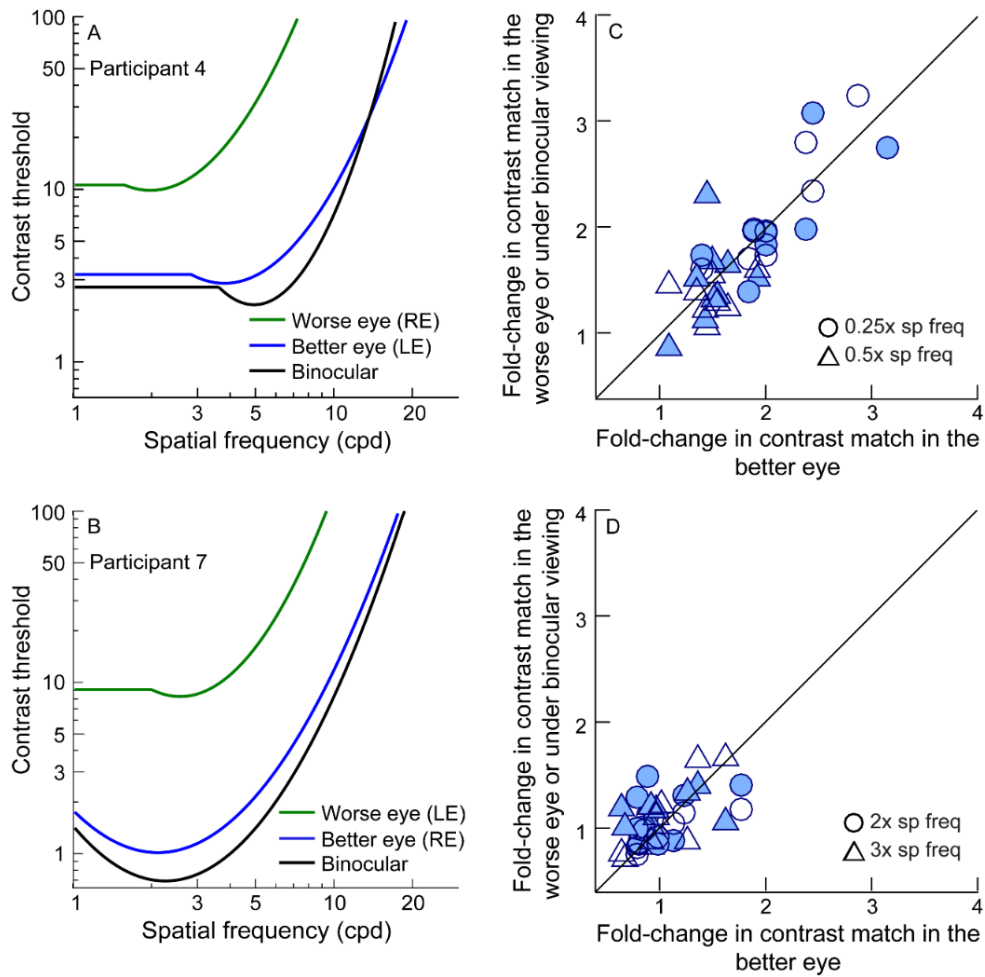 A
Participant 4
100
50
10
5
3
1
Contrast threshold
Worse eye (RE)
Better eye (LE)
Binocular
1
3
5
10
20
Spatial frequency (cpd)
C
4
3
2
1
Fold-change in contrast match in the
worse eye or under binocular viewing
0.25x sp freq
0.5x sp freq
1
2
3
4
Fold-change in contrast match in the
better eye
B
Participant 7
100
50
10
5
3
1
Contrast threshold
Worse eye (LE)
Better eye (RE)
Binocular
1
3
5
10
20
Spatial frequency (cpd)
D
4
3
2
1
Fold-change in contrast match in the
worse eye or under binocular viewing
2x sp freq
3x sp freq
1
2
3
4
Fold-change in contrast match in the
better eye